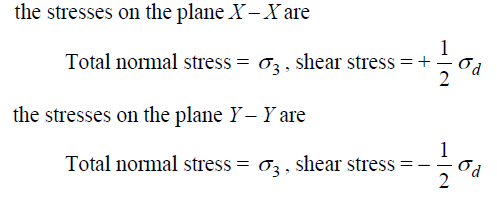 the stresses on the plane X – X are
Total normal stress = σ₃ , shear stress = + 1/2 σd
the stresses on the plane Y – Y are
Total normal stress = σ₃ , shear stress = – 1/2 σd